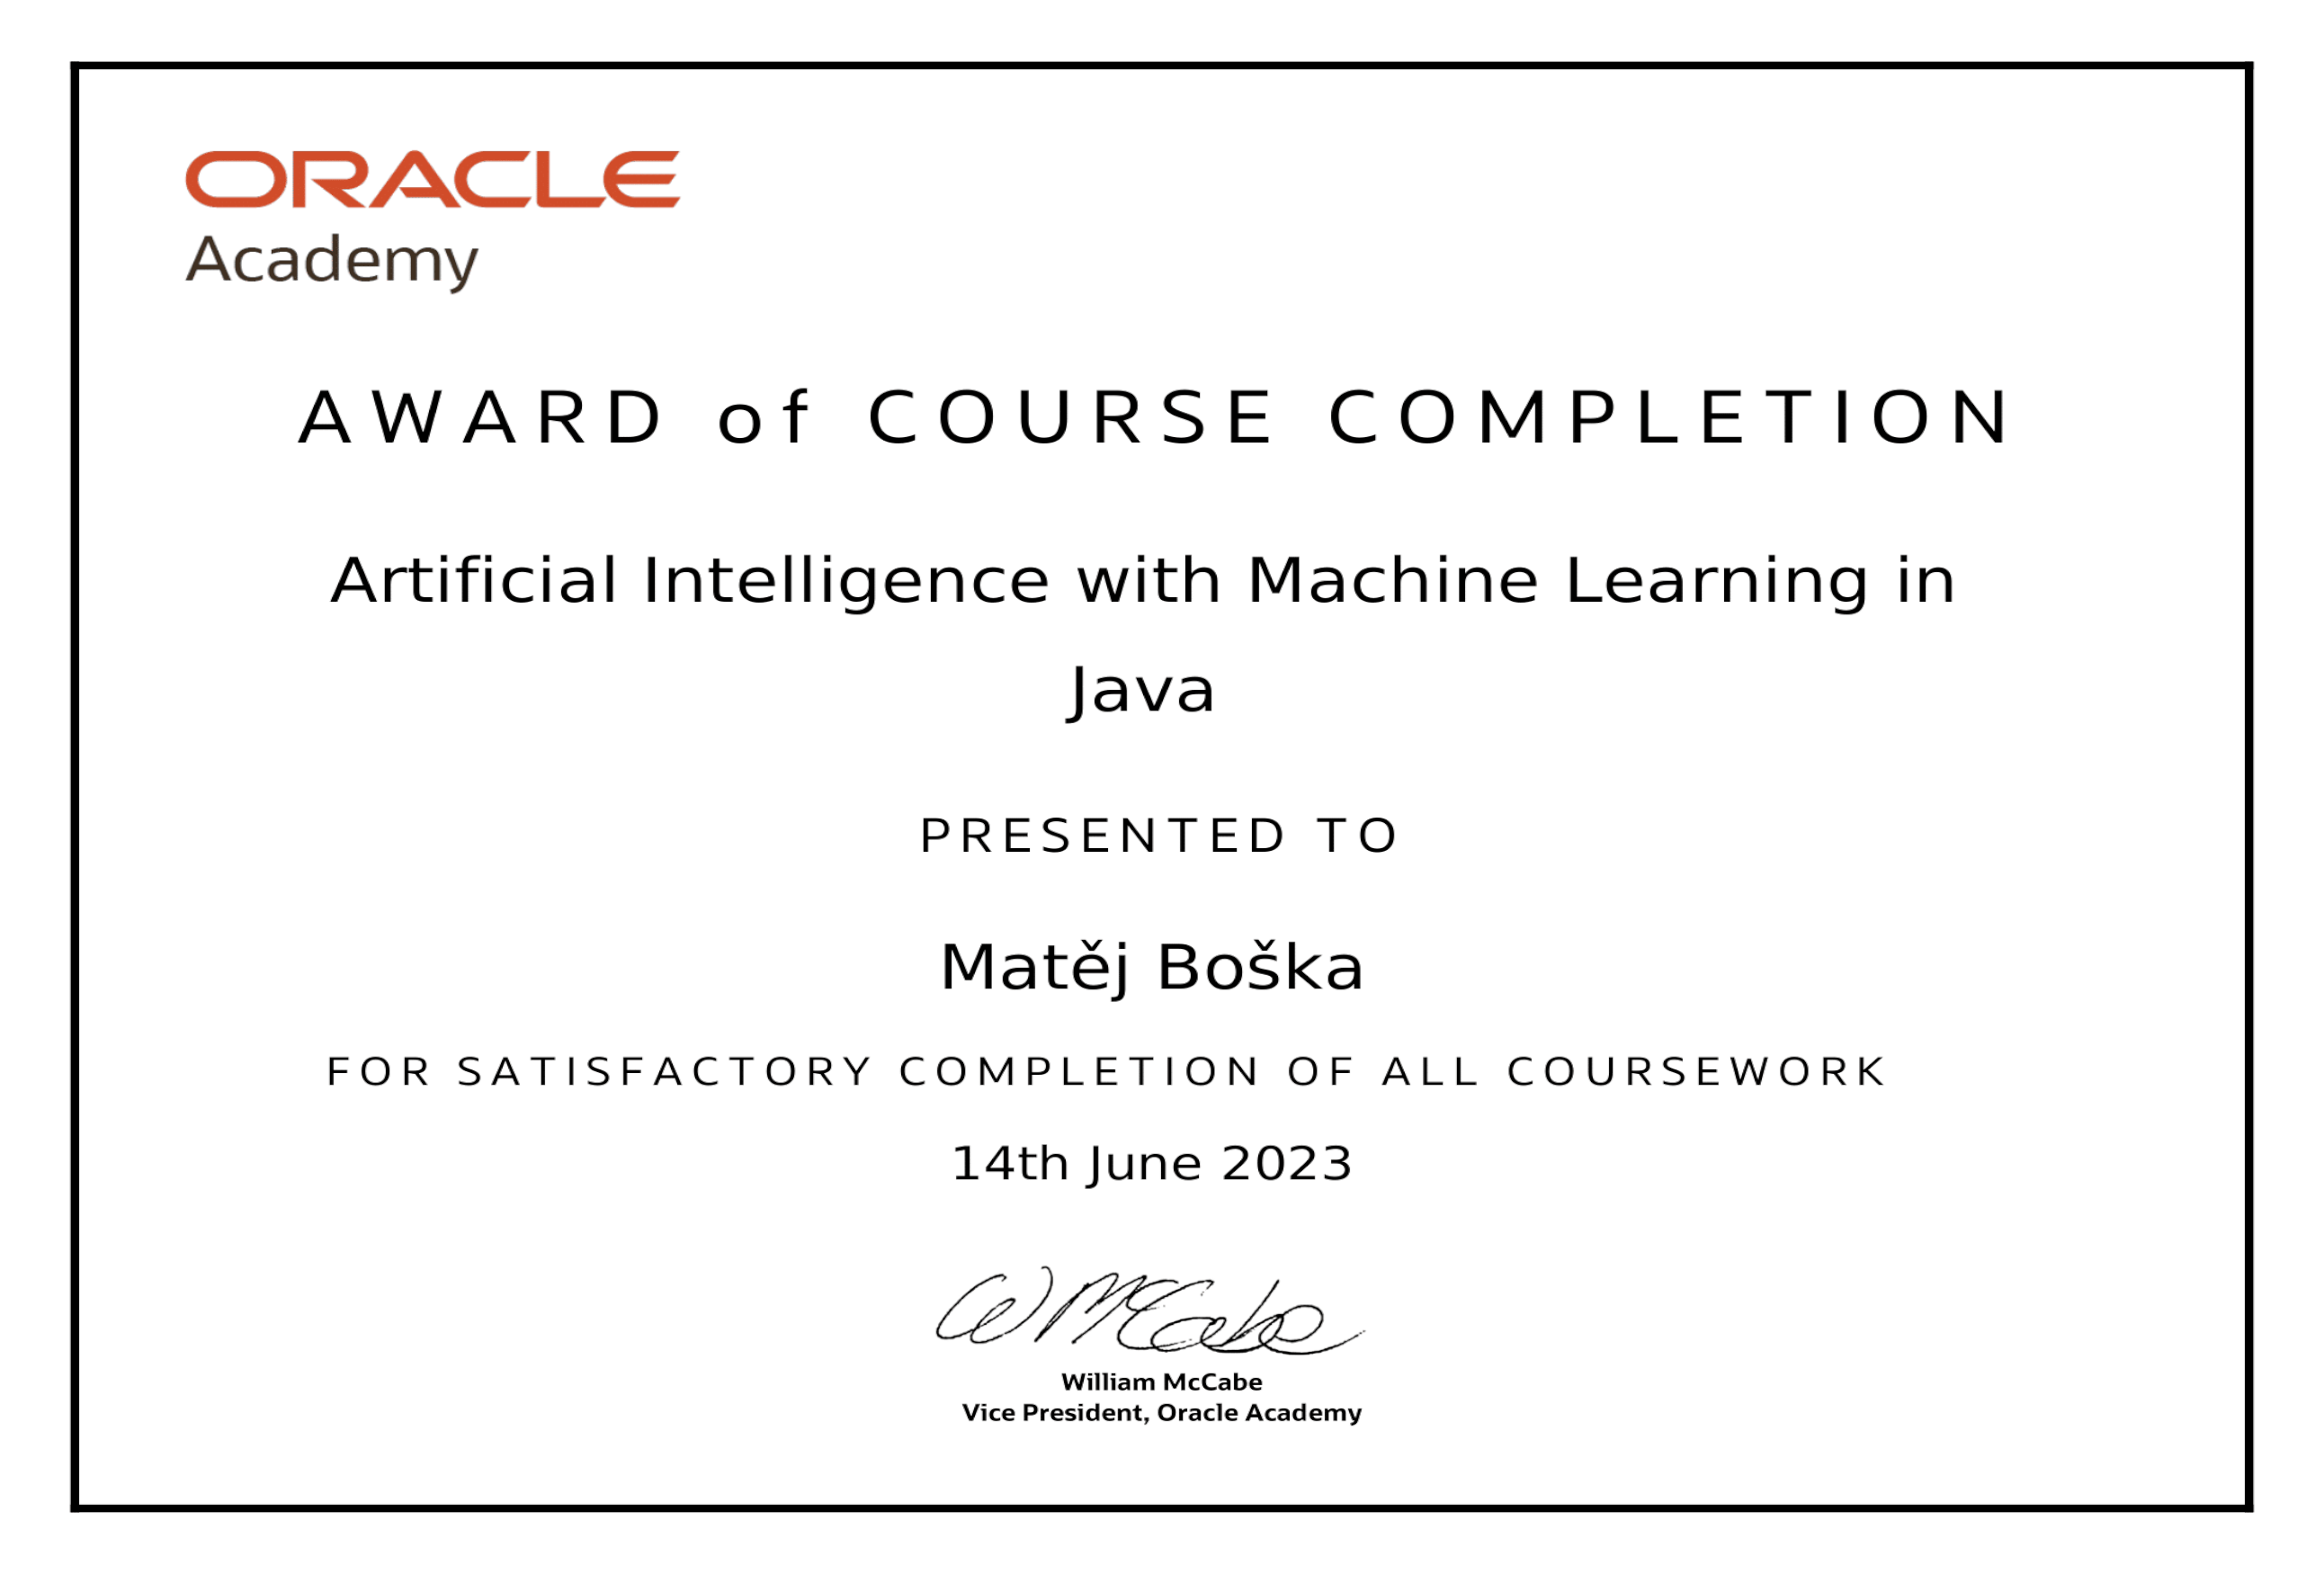 ORACLE
Academy
AWARD of COURSE COMPLETION
Artificial Intelligence with Machine Learning in
Java
PRESENTED TO
Matěj Boška
FOR SATISFACTORY COMPLETION OF ALL COURSEWORK
14th June 2023
W McCabe
William McCabe
Vice President, Oracle Academy